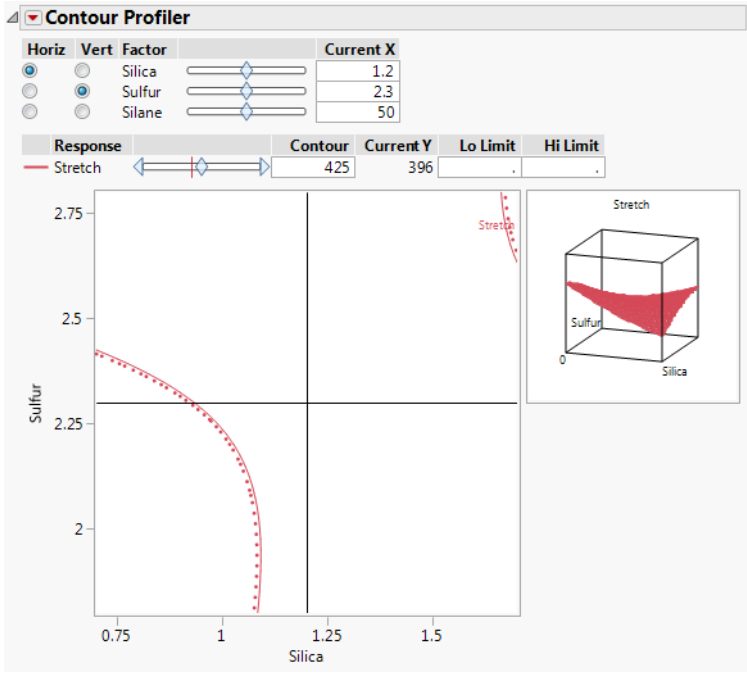 Contour Profiler
Horiz Vert Factor Current X
Silica 1.2
Sulfur 2.3
Silane 50
Response Contour Current Y Lo Limit Hi Limit
Stretch 425 396 . .
2.75
2.5
2.25
2
Sulfur
Stretch
0.75 1 1.25 1.5
Silica
Stretch
Sulfur
0
Silica